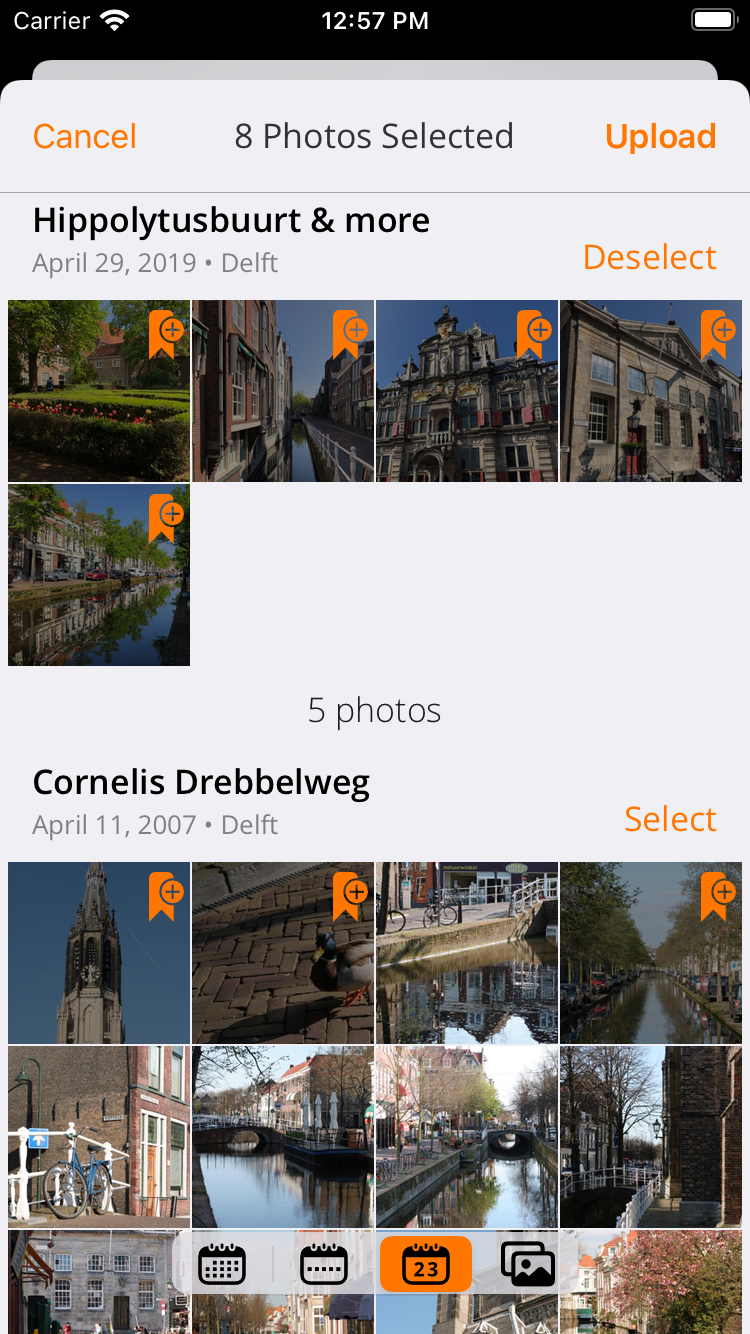 Carrier 12:57 PM
Cancel 8 Photos Selected Upload
Hippolytusbuurt & more
April 29, 2019 • Delft Deselect
5 photos
Cornelis Drebbelweg
April 11, 2007 • Delft Select
23